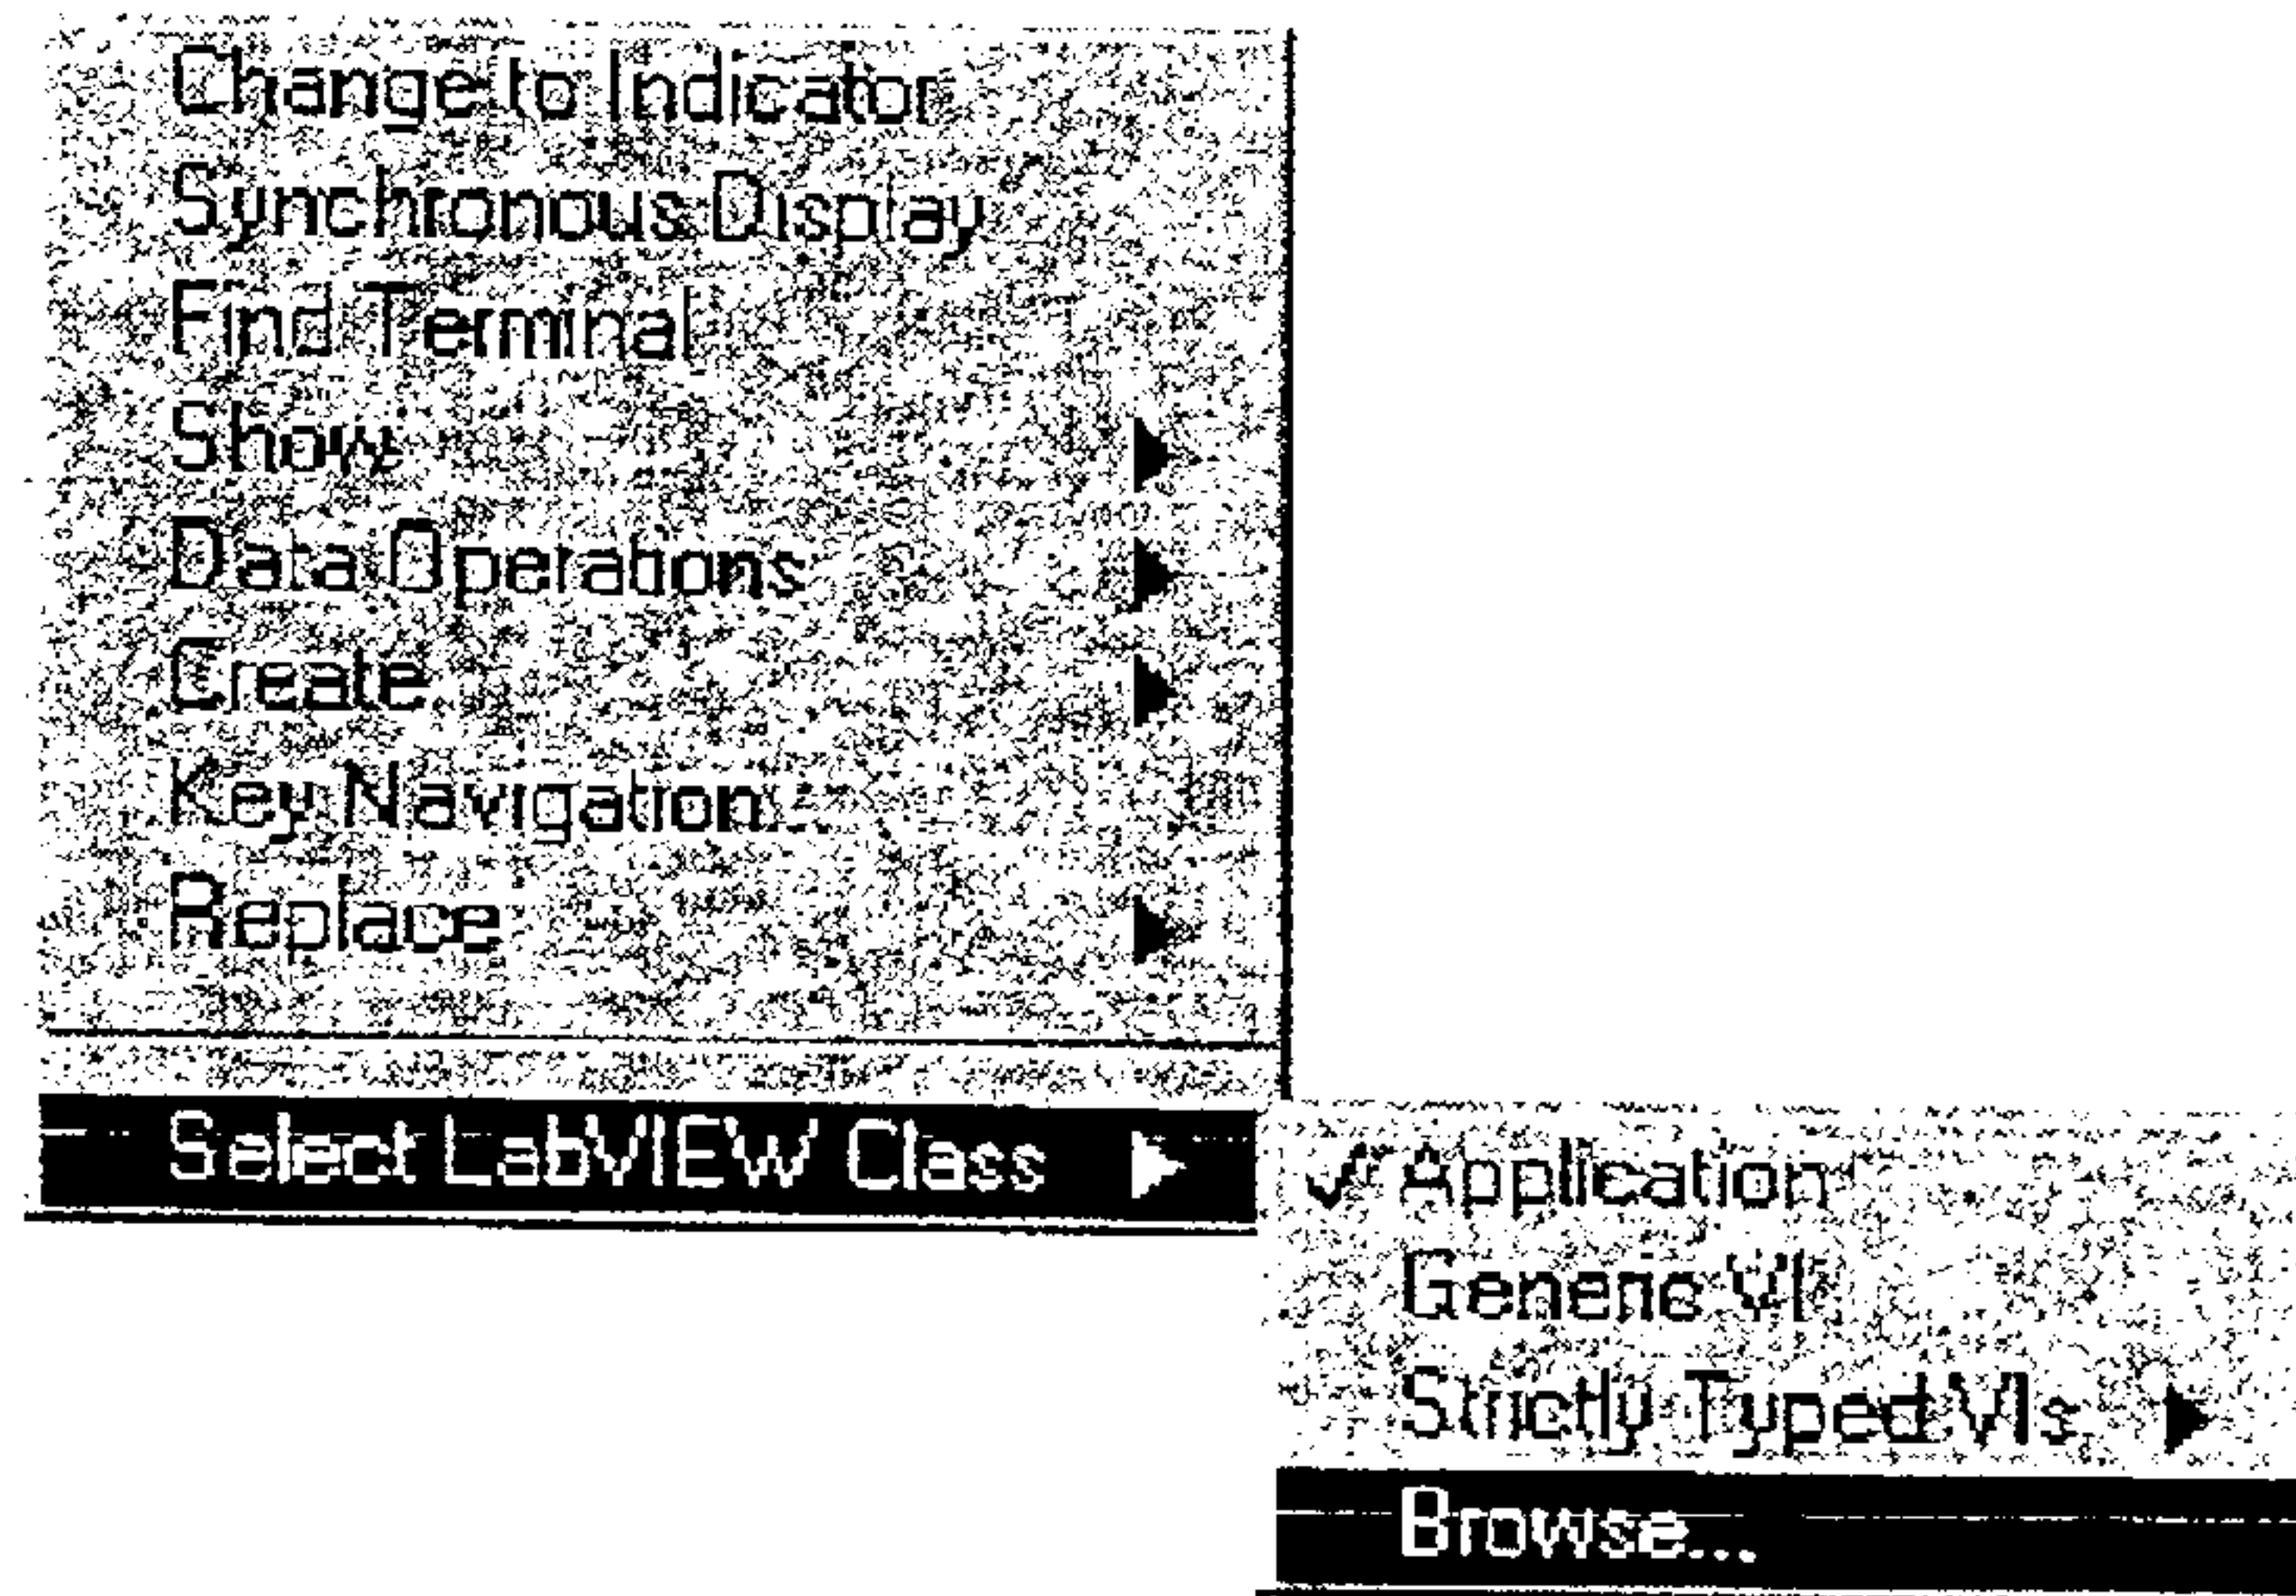 Change to Indicator
Synchronous Display
Find Terminal
Show
Data Operations
Create
Key Navigation...
Replace
Select LabVIEW Class
Application
Generic VI
Strictly Typed VIs
Browse...